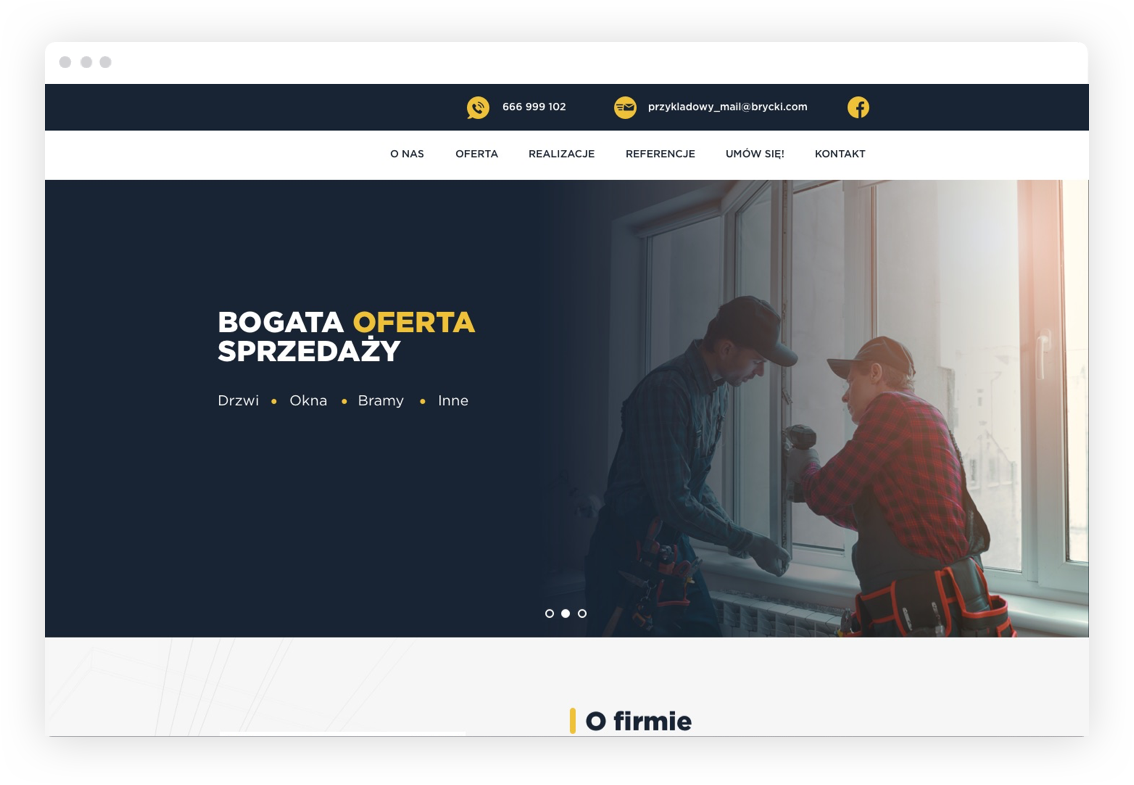 666 999 102 przykladowy_mail@brycki.com
O NAS OFERTA REALIZACJE REFERENCJE UMÓW SIĘ! KONTAKT
BOGATA OFERTA
SPRZEDAŻY
Drzwi • Okna • Bramy • Inne
O firmie